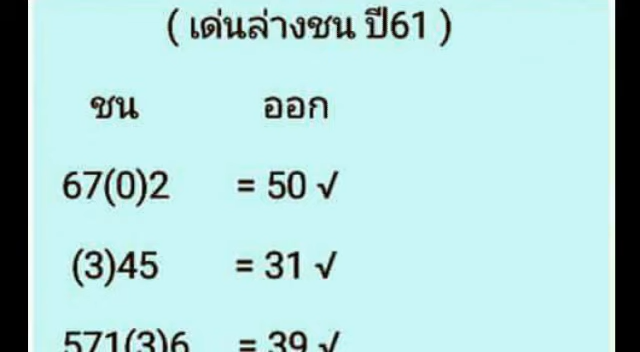 ( เด่นล่างชน ปี61 )
ชน ออก
67(0)2 = 50 √
(3)45 = 31 √
571(3)6 = 39 √